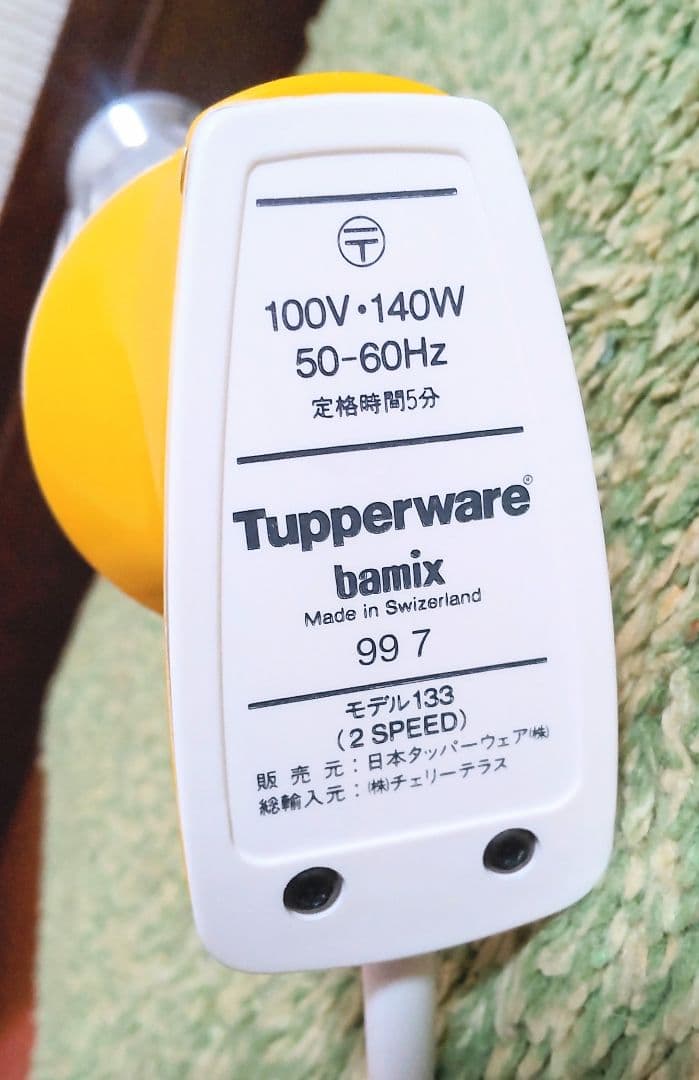 〒
100V・140W
50-60Hz
定格時間5分
Tupperware®
bamix
Made in Swizerland
99 7
モデル133
(2 SPEED)
販売元：日本タッパーウェア㈱
総輸入元：㈱チェリーテラス